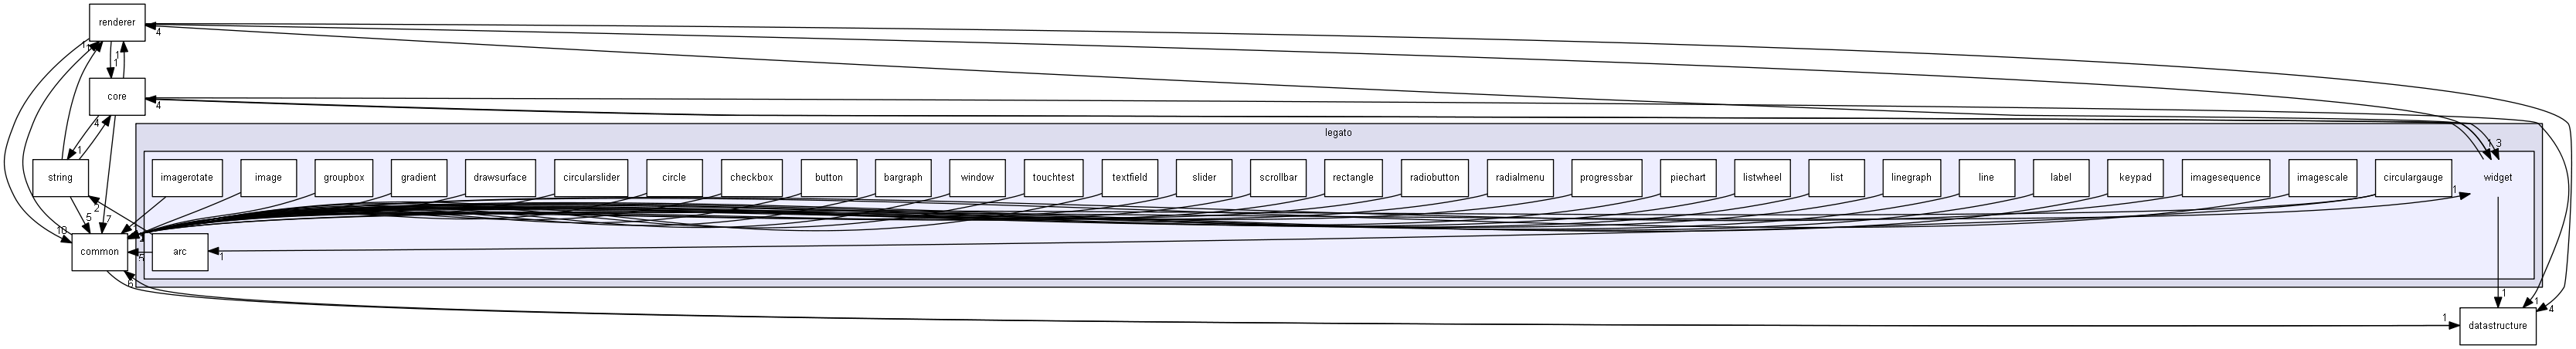 renderer
4
1
1
1
1
core
4
4
legato
1
3
string
1
imagerotate
image
groupbox
gradient
drawsurface
circularslider
circle
checkbox
button
bargraph
window
touchtest
textfield
slider
scrollbar
rectangle
radiobutton
radialmenu
progressbar
piechart
listwheel
list
linegraph
line
label
keypad
imagesequence
imagescale
circulargauge
widget
1
2
5
7
10
common
5
arc
1
6
1
1
4
1
datastructure